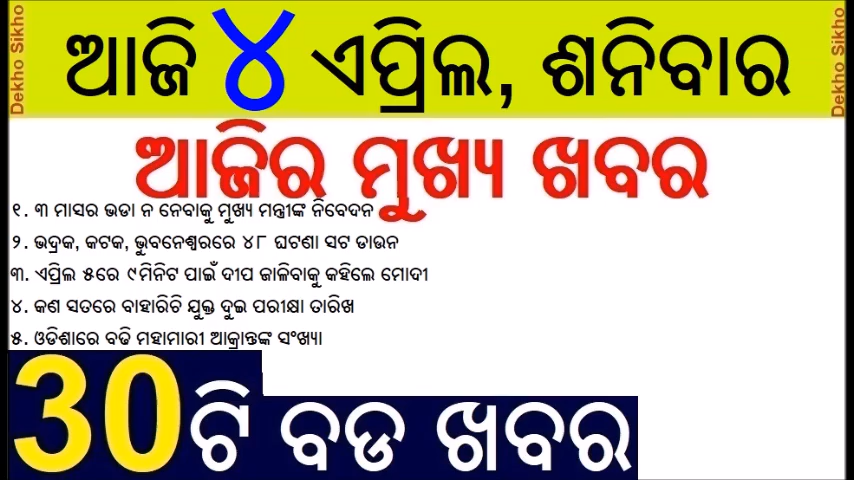 Dekho Sikho
Dekho Sikho
ଆଜି ୪ ଏପ୍ରିଲ, ଶନିବାର
ଆଜିର ମୁଖ୍ୟ ଖବର
୧. ୩ ମାସର ଭଡା ନ ନେବାକୁ ମୁଖ୍ୟ ମନ୍ତ୍ରୀଙ୍କ ନିବେଦନ
୨. ଭଦ୍ରକ, କଟକ, ଭୁବନେଶ୍ୱରରେ ୪୮ ଘଟଣା ସଟ ଡାଉନ
୩. ଏପ୍ରିଲ ୫ରେ ୯ ମିନିଟ ପାଇଁ ଦୀପ ଜାଳିବାକୁ କହିଲେ ମୋଦୀ
୪. କଣ ସତରେ ବାହାରିଚି ଯୁକ୍ତ ଦୁଇ ପରୀକ୍ଷା ତାରିଖ
୫. ଓଡିଶାରେ ବଢି ମହାମାରୀ ଆକ୍ରାନ୍ତଙ୍କ ସଂଖ୍ୟା
30ଟି ବଡ ଖବର